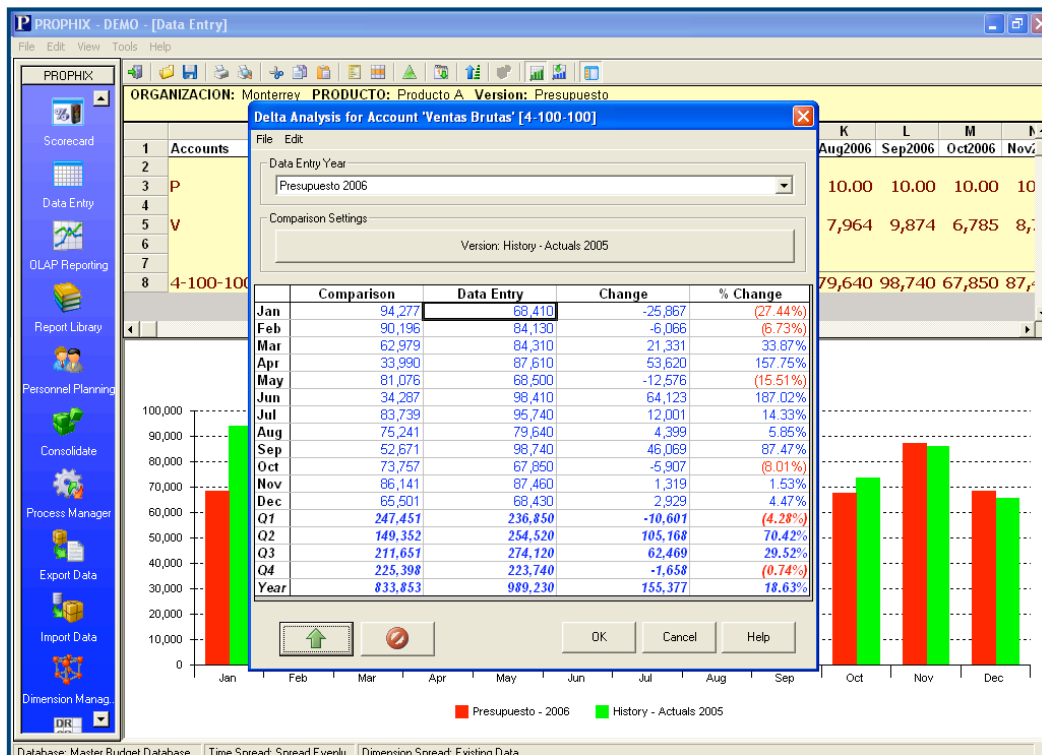 PROPHIX - DEMO - [Data Entry]
File Edit View Tools Help
PROPHIX
Scorecard
Data Entry
OLAP Reporting
Report Library
Personnel Planning
Consolidate
Process Manager
Export Data
Import Data
Dimension Manag..
ORGANIZACION: Monterrey PRODUCTO: Producto A Version: Presupuesto
K L M N
1 Accounts Aug2006 Sep2006 Oct2006 Nov2
2
3 P 10.00 10.00 10.00 10
4
5 V 7,964 9,874 6,785 8,
6
7
8 4-100-100 79,640 98,740 67,850 87,4
Delta Analysis for Account 'Ventas Brutas' [4-100-100]
File Edit
Data Entry Year
Presupuesto 2006
Comparison Settings
Version: History - Actuals 2005
Comparison Data Entry Change % Change
Jan 94,277 68,410 -25,867 (27.44%)
Feb 90,196 84,130 -6,066 (6.73%)
Mar 62,979 84,310 21,331 33.87%
Apr 33,990 87,610 53,620 157.75%
May 81,076 68,500 -12,576 (15.51%)
Jun 34,287 98,410 64,123 187.02%
Jul 83,739 95,740 12,001 14.33%
Aug 75,241 79,640 4,399 5.85%
Sep 52,671 98,740 46,069 87.47%
Oct 73,757 67,850 -5,907 (8.01%)
Nov 86,141 87,460 1,319 1.53%
Dec 65,501 68,430 2,929 4.47%
Q1 247,451 236,850 -10,601 (4.28%)
Q2 149,352 254,520 105,168 70.42%
Q3 211,651 274,120 62,469 29.52%
Q4 225,398 223,740 -1,658 (0.74%)
Year 833,853 989,230 155,377 18.63%
OK Cancel Help
100,000
90,000
80,000
70,000
60,000
50,000
40,000
30,000
20,000
10,000
0
Jan Feb Mar Apr May Jun Jul Aug Sep Oct Nov Dec
Presupuesto - 2006 History - Actuals 2005
Database: Master Budget Database Time Spread: Spread Evenly Dimension Spread: Existing Data